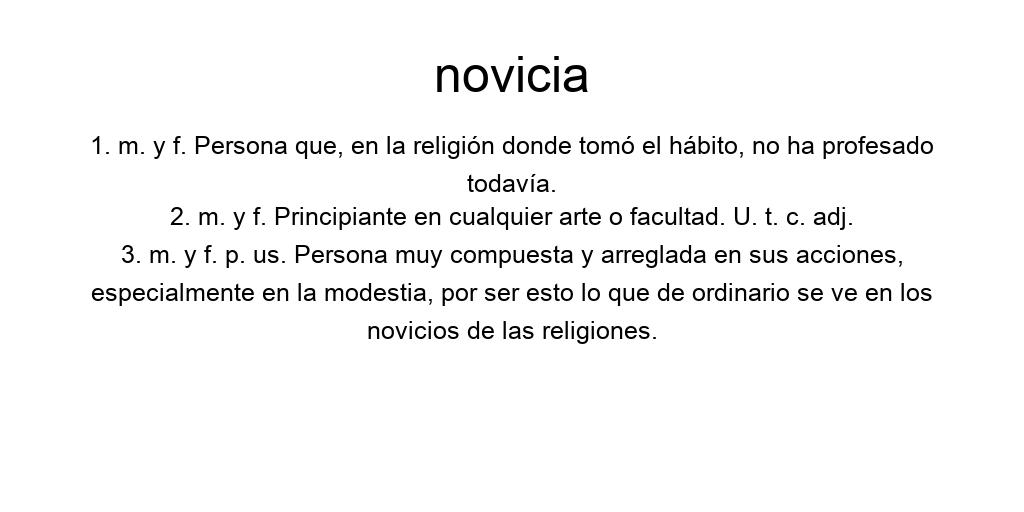 novicia
1. m. y f. Persona que, en la religión donde tomó el hábito, no ha profesado
todavía.
2. m. y f. Principiante en cualquier arte o facultad. U. t. c. adj.
3. m. y f. p. us. Persona muy compuesta y arreglada en sus acciones,
especialmente en la modestia, por ser esto lo que de ordinario se ve en los
novicios de las religiones.